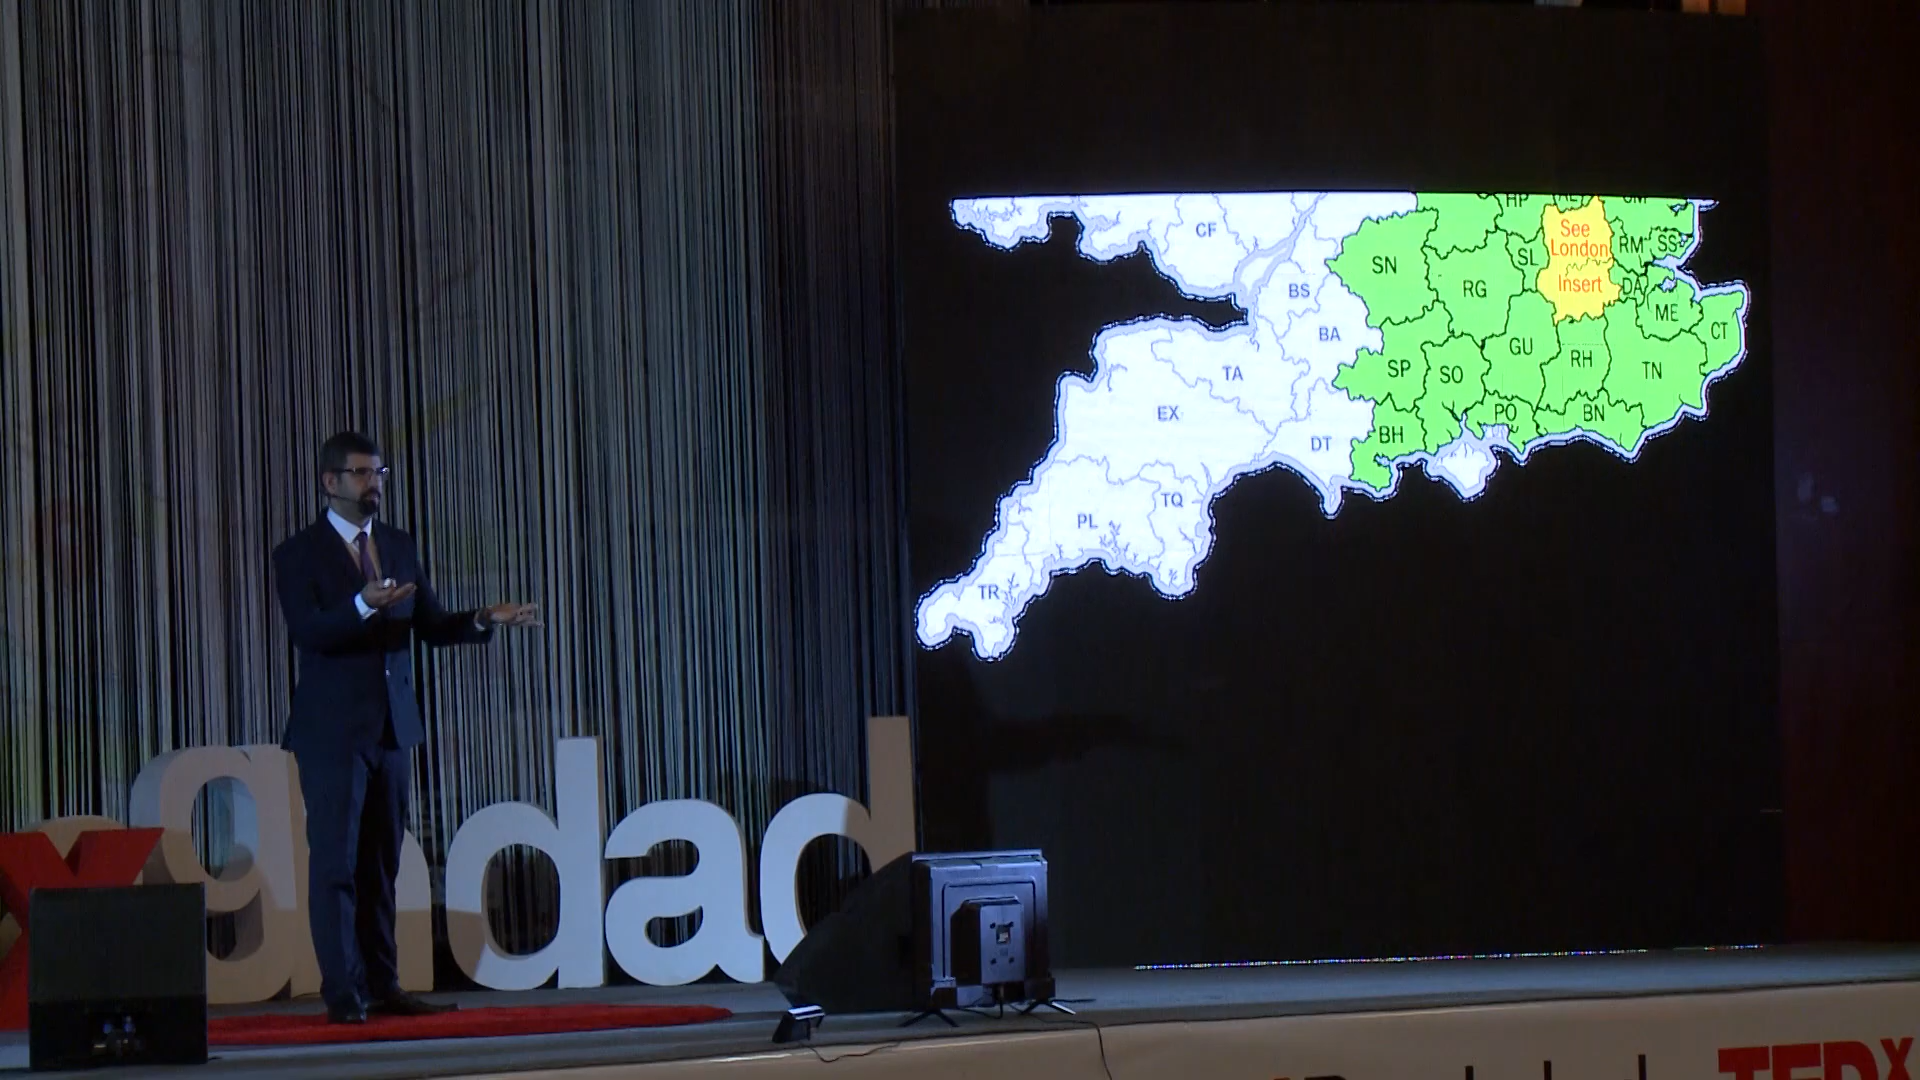 HP
CF
See
London
Insert
SN
SL
RM
SS
RG
BS
DA
ME
CT
BA
GU
RH
TN
SP
SO
TA
EX
PO
BN
BH
DT
TQ
PL
TR
x
dad
TEDx